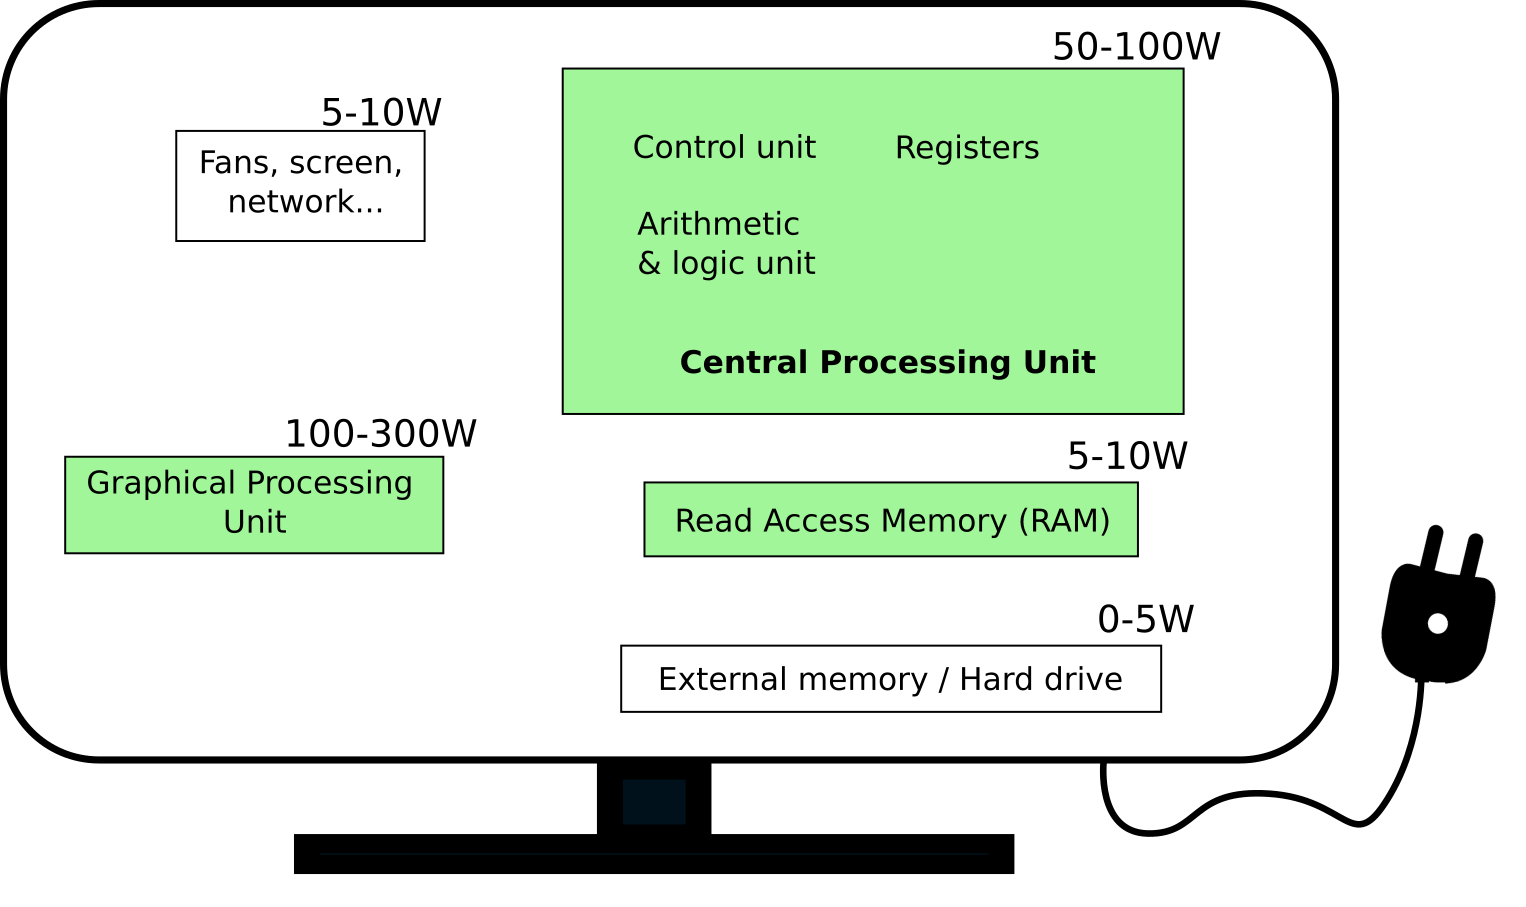 50-100W
Control unit
Registers
Arithmetic
& logic unit
Central Processing Unit
5-10W
Fans, screen,
network...
100-300W
Graphical Processing
Unit
5-10W
Read Access Memory (RAM)
0-5W
External memory / Hard drive